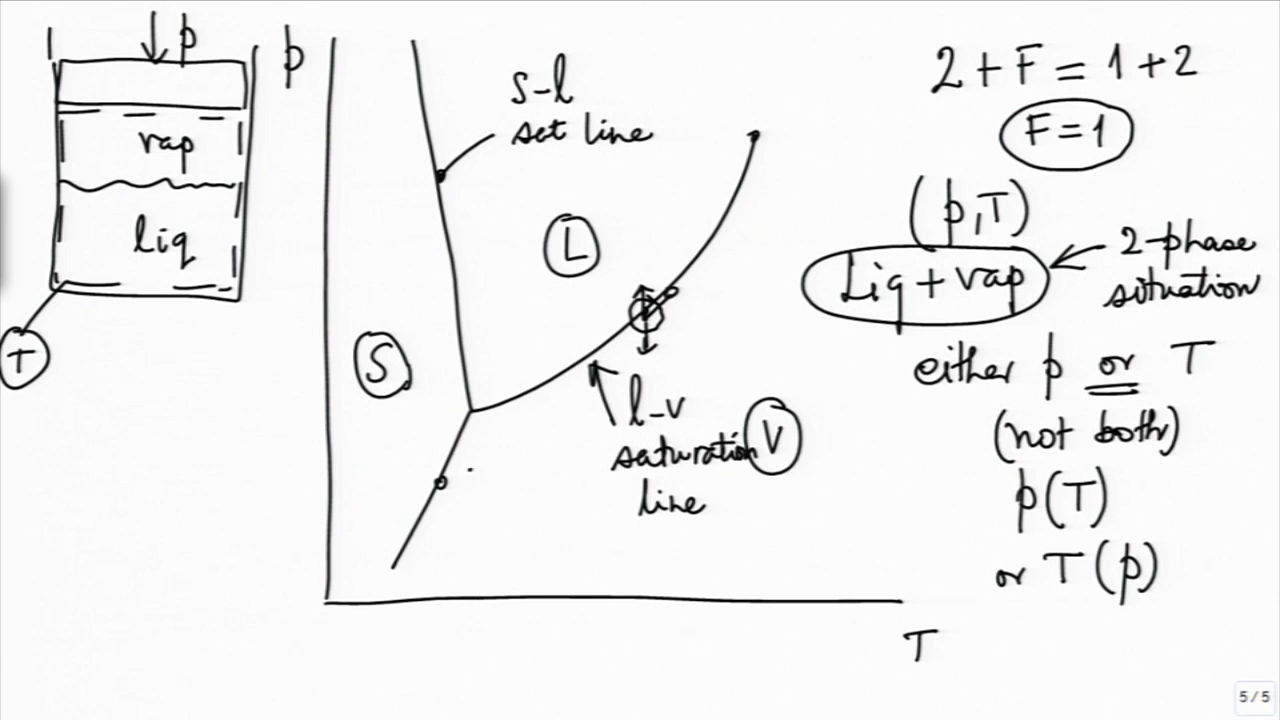 p
vap
liq
T
p
s-l
sat line
L
S
l-v
saturation
line
V
T
2 + F = 1 + 2
F = 1
(p,T)
Liq + vap
2-phase
situation
either p or T
(not both)
p(T)
or T(p)
5/5